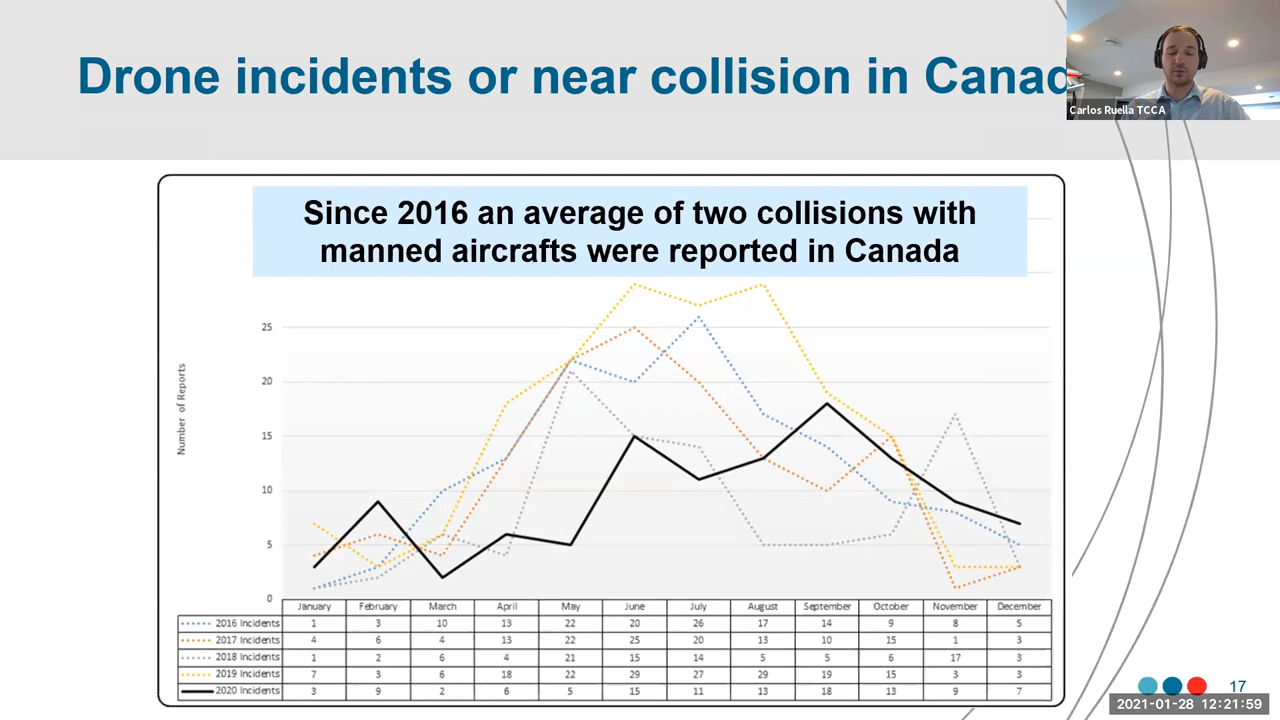 Drone incidents or near collision in Canad
Carlos Ruella TCCA
Since 2016 an average of two collisions with
manned aircrafts were reported in Canada
Number of Reports
25
20
15
10
5
0
January February March April May June July August September October November December
2016 Incidents 1 3 10 13 22 20 26 17 14 9 8 5
2017 Incidents 4 6 4 13 22 25 20 13 10 15 1 3
2018 Incidents 1 2 6 4 21 15 14 5 5 6 17 3
2019 Incidents 7 3 6 18 22 29 27 29 19 15 3 3
2020 Incidents 3 9 2 6 5 15 11 13 18 13 9 7
17
2021-01-28 12:21:59